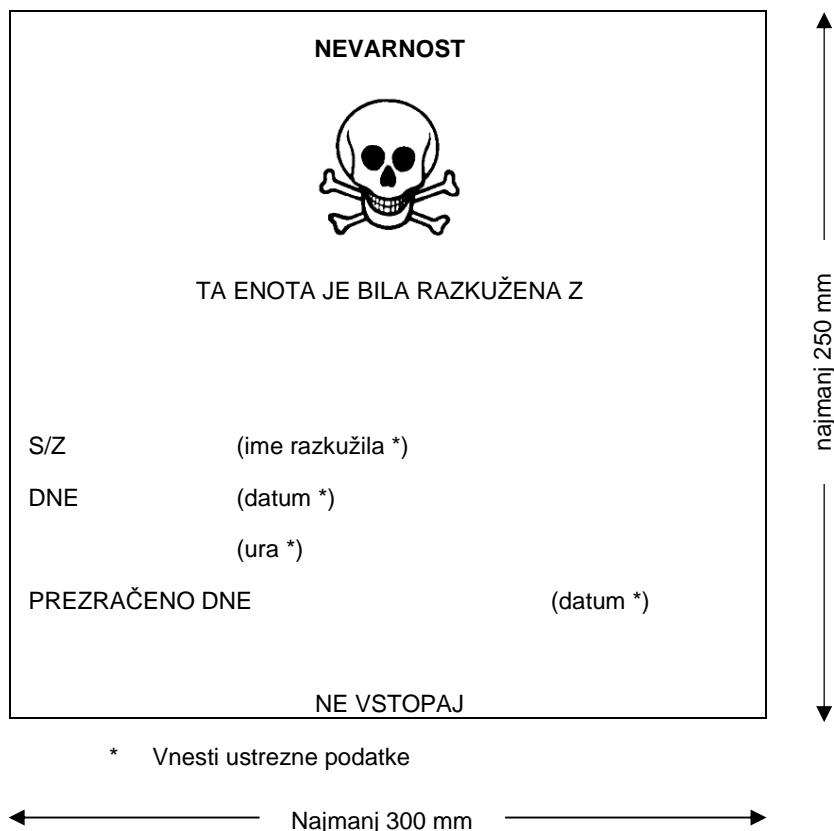 NEVARNOST
TA ENOTA JE BILA RAZKUŽENA Z
S/Z (ime razkužila *)
DNE (datum *)
(ura *)
PREZRAČENO DNE (datum *)
NE VSTOPAJ
najmanj 250 mm
* Vnesti ustrezne podatke
Najmanj 300 mm